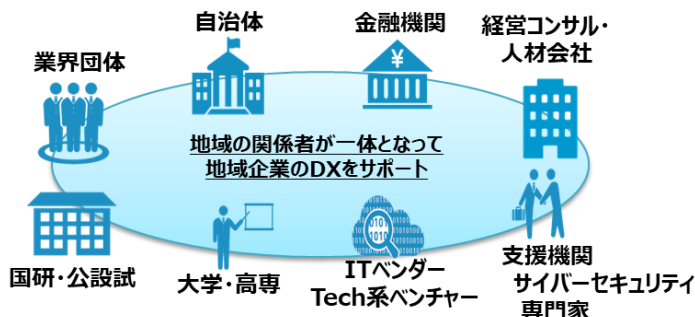 自治体
金融機関
経営コンサル・
人材会社
業界団体
¥
地域の関係者が一体となって
地域企業のDXをサポート
国研・公設試
大学・高専
ITベンダー
Tech系ベンチャー
支援機関
サイバーセキュリティ
専門家